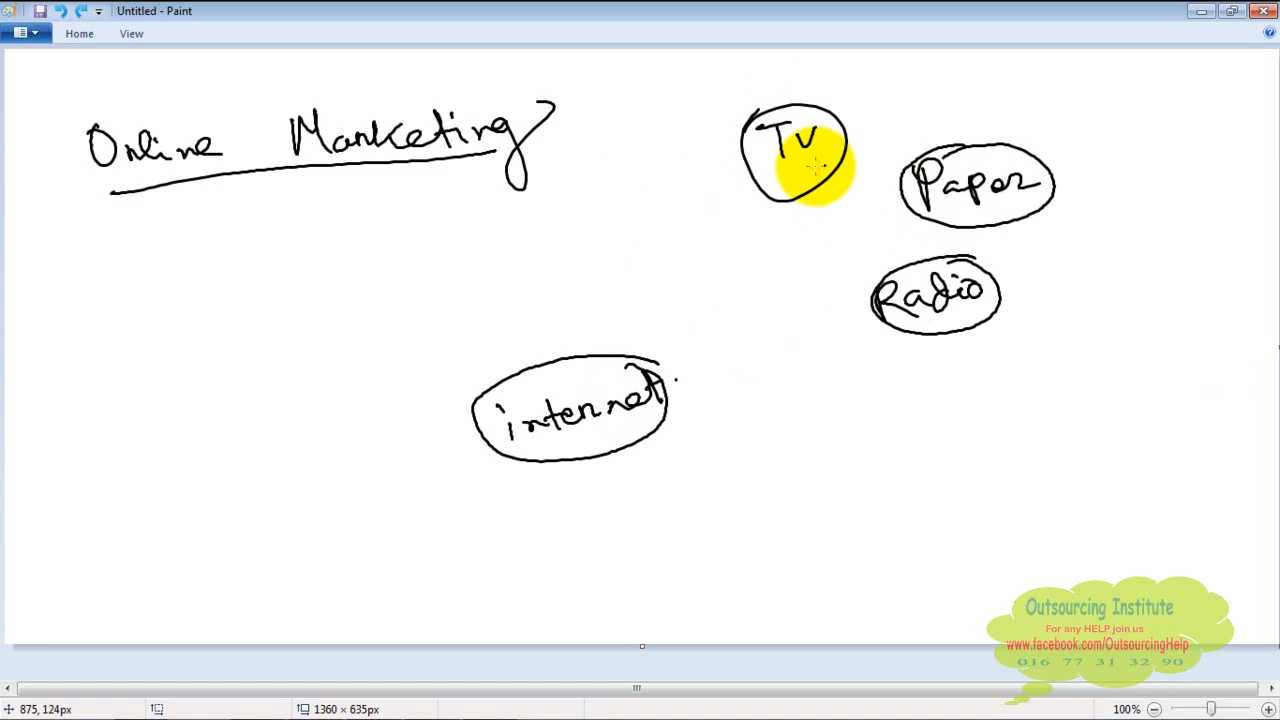 Untitled - Paint
Home View
Online Marketing
TV
Paper
Radio
internet
Outsourcing Institute
For any HELP join us
www.facebook.com/OutsourcingHelp
016 77 31 32 90
875, 124px 1360 × 635px 100%